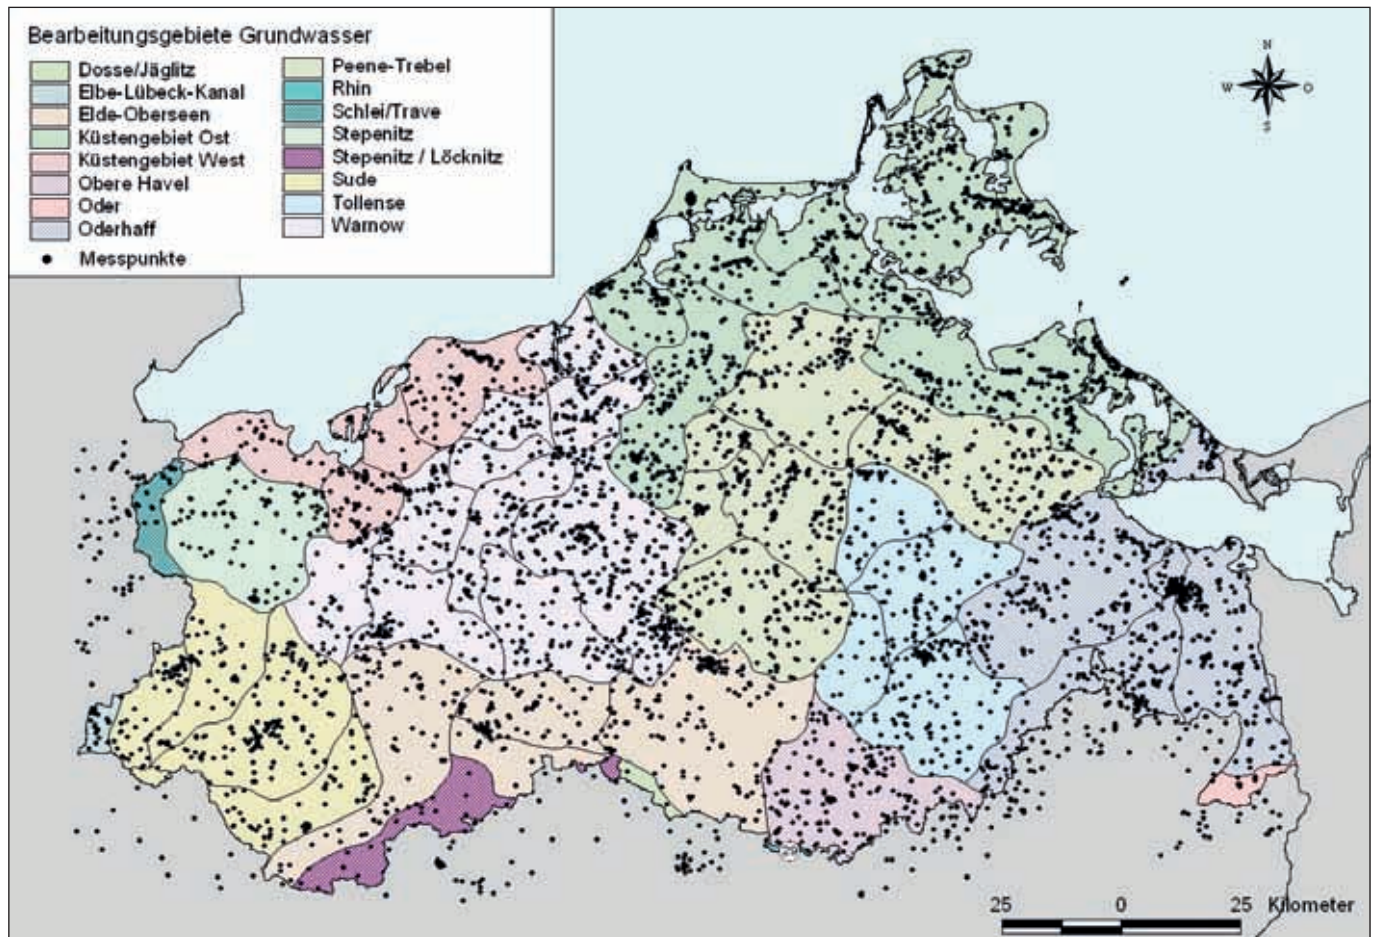 Bearbeitungsgebiete Grundwasser
Dosse/Jäglitz
Elbe-Lübeck-Kanal
Elde-Oberseen
Küstengebiet Ost
Küstengebiet West
Obere Havel
Oder
Oderhaff
Messpunkte
Peene-Trebel
Rhin
Schlei/Trave
Stepenitz
Stepenitz / Löcknitz
Sude
Tollense
Warnow
N
W O
S
25 0 25 Kilometer